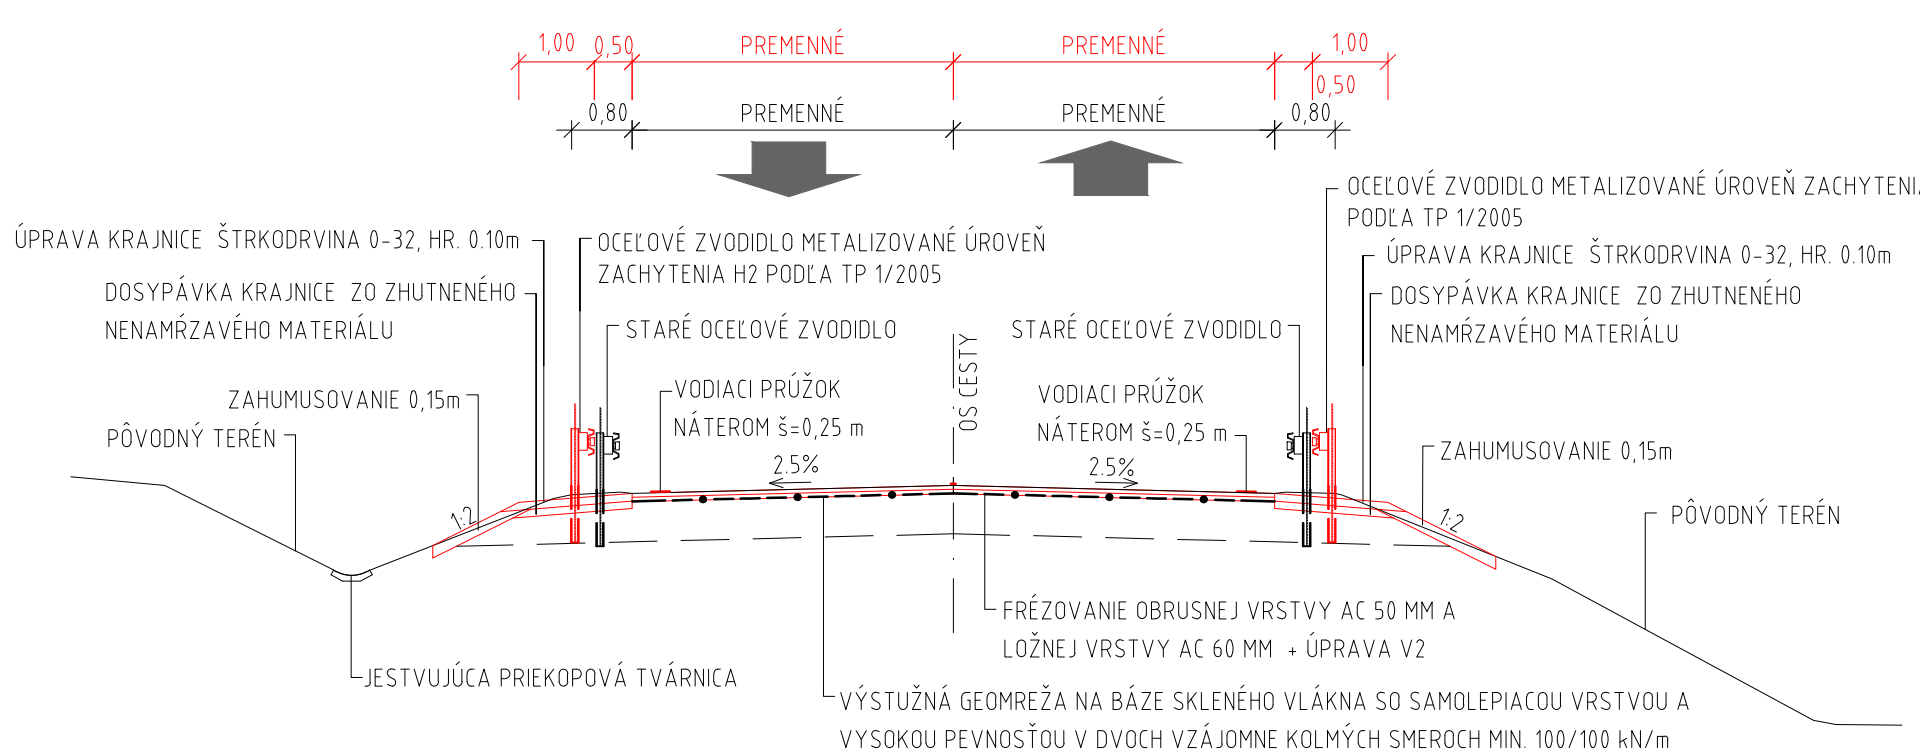 1,00 0,50 PREMENNÉ PREMENNÉ 1,00
0,50
0,80 PREMENNÉ PREMENNÉ 0,80
OCEĽOVÉ ZVODIDLO METALIZOVANÉ ÚROVEŇ ZACHYTENIA
PODĽA TP 1/2005
ÚPRAVA KRAJNICE ŠTRKODRVINA 0-32, HR. 0.10m
OCEĽOVÉ ZVODIDLO METALIZOVANÉ ÚROVEŇ
ZACHYTENIA H2 PODĽA TP 1/2005
ÚPRAVA KRAJNICE ŠTRKODRVINA 0-32, HR. 0.10m
DOSYPÁVKA KRAJNICE ZO ZHUTNENÉHO
NENAMŔZAVÉHO MATERIÁLU
DOSYPÁVKA KRAJNICE ZO ZHUTNENÉHO
NENAMŔZAVÉHO MATERIÁLU
STARÉ OCEĽOVÉ ZVODIDLO
STARÉ OCEĽOVÉ ZVODIDLO
OS CESTY
VODIACI PRÚŽOK
NÁTEROM š=0,25 m
VODIACI PRÚŽOK
NÁTEROM š=0,25 m
ZAHUMUSOVANIE 0,15m
PÔVODNÝ TERÉN
ZAHUMUSOVANIE 0,15m
2.5%
2.5%
1:2
1:2
PÔVODNÝ TERÉN
FRÉZOVANIE OBRUSNEJ VRSTVY AC 50 MM A
LOŽNEJ VRSTVY AC 60 MM + ÚPRAVA V2
JESTVUJÚCA PRIEKOPOVÁ TVÁRNICA
VÝSTUŽNÁ GEOMREŽA NA BÁZE SKLENÉHO VLÁKNA SO SAMOLEPIACOU VRSTVOU A
VYSOKOU PEVNOSŤOU V DVOCH VZÁJOMNE KOLMÝCH SMEROCH MIN. 100/100 kN/m